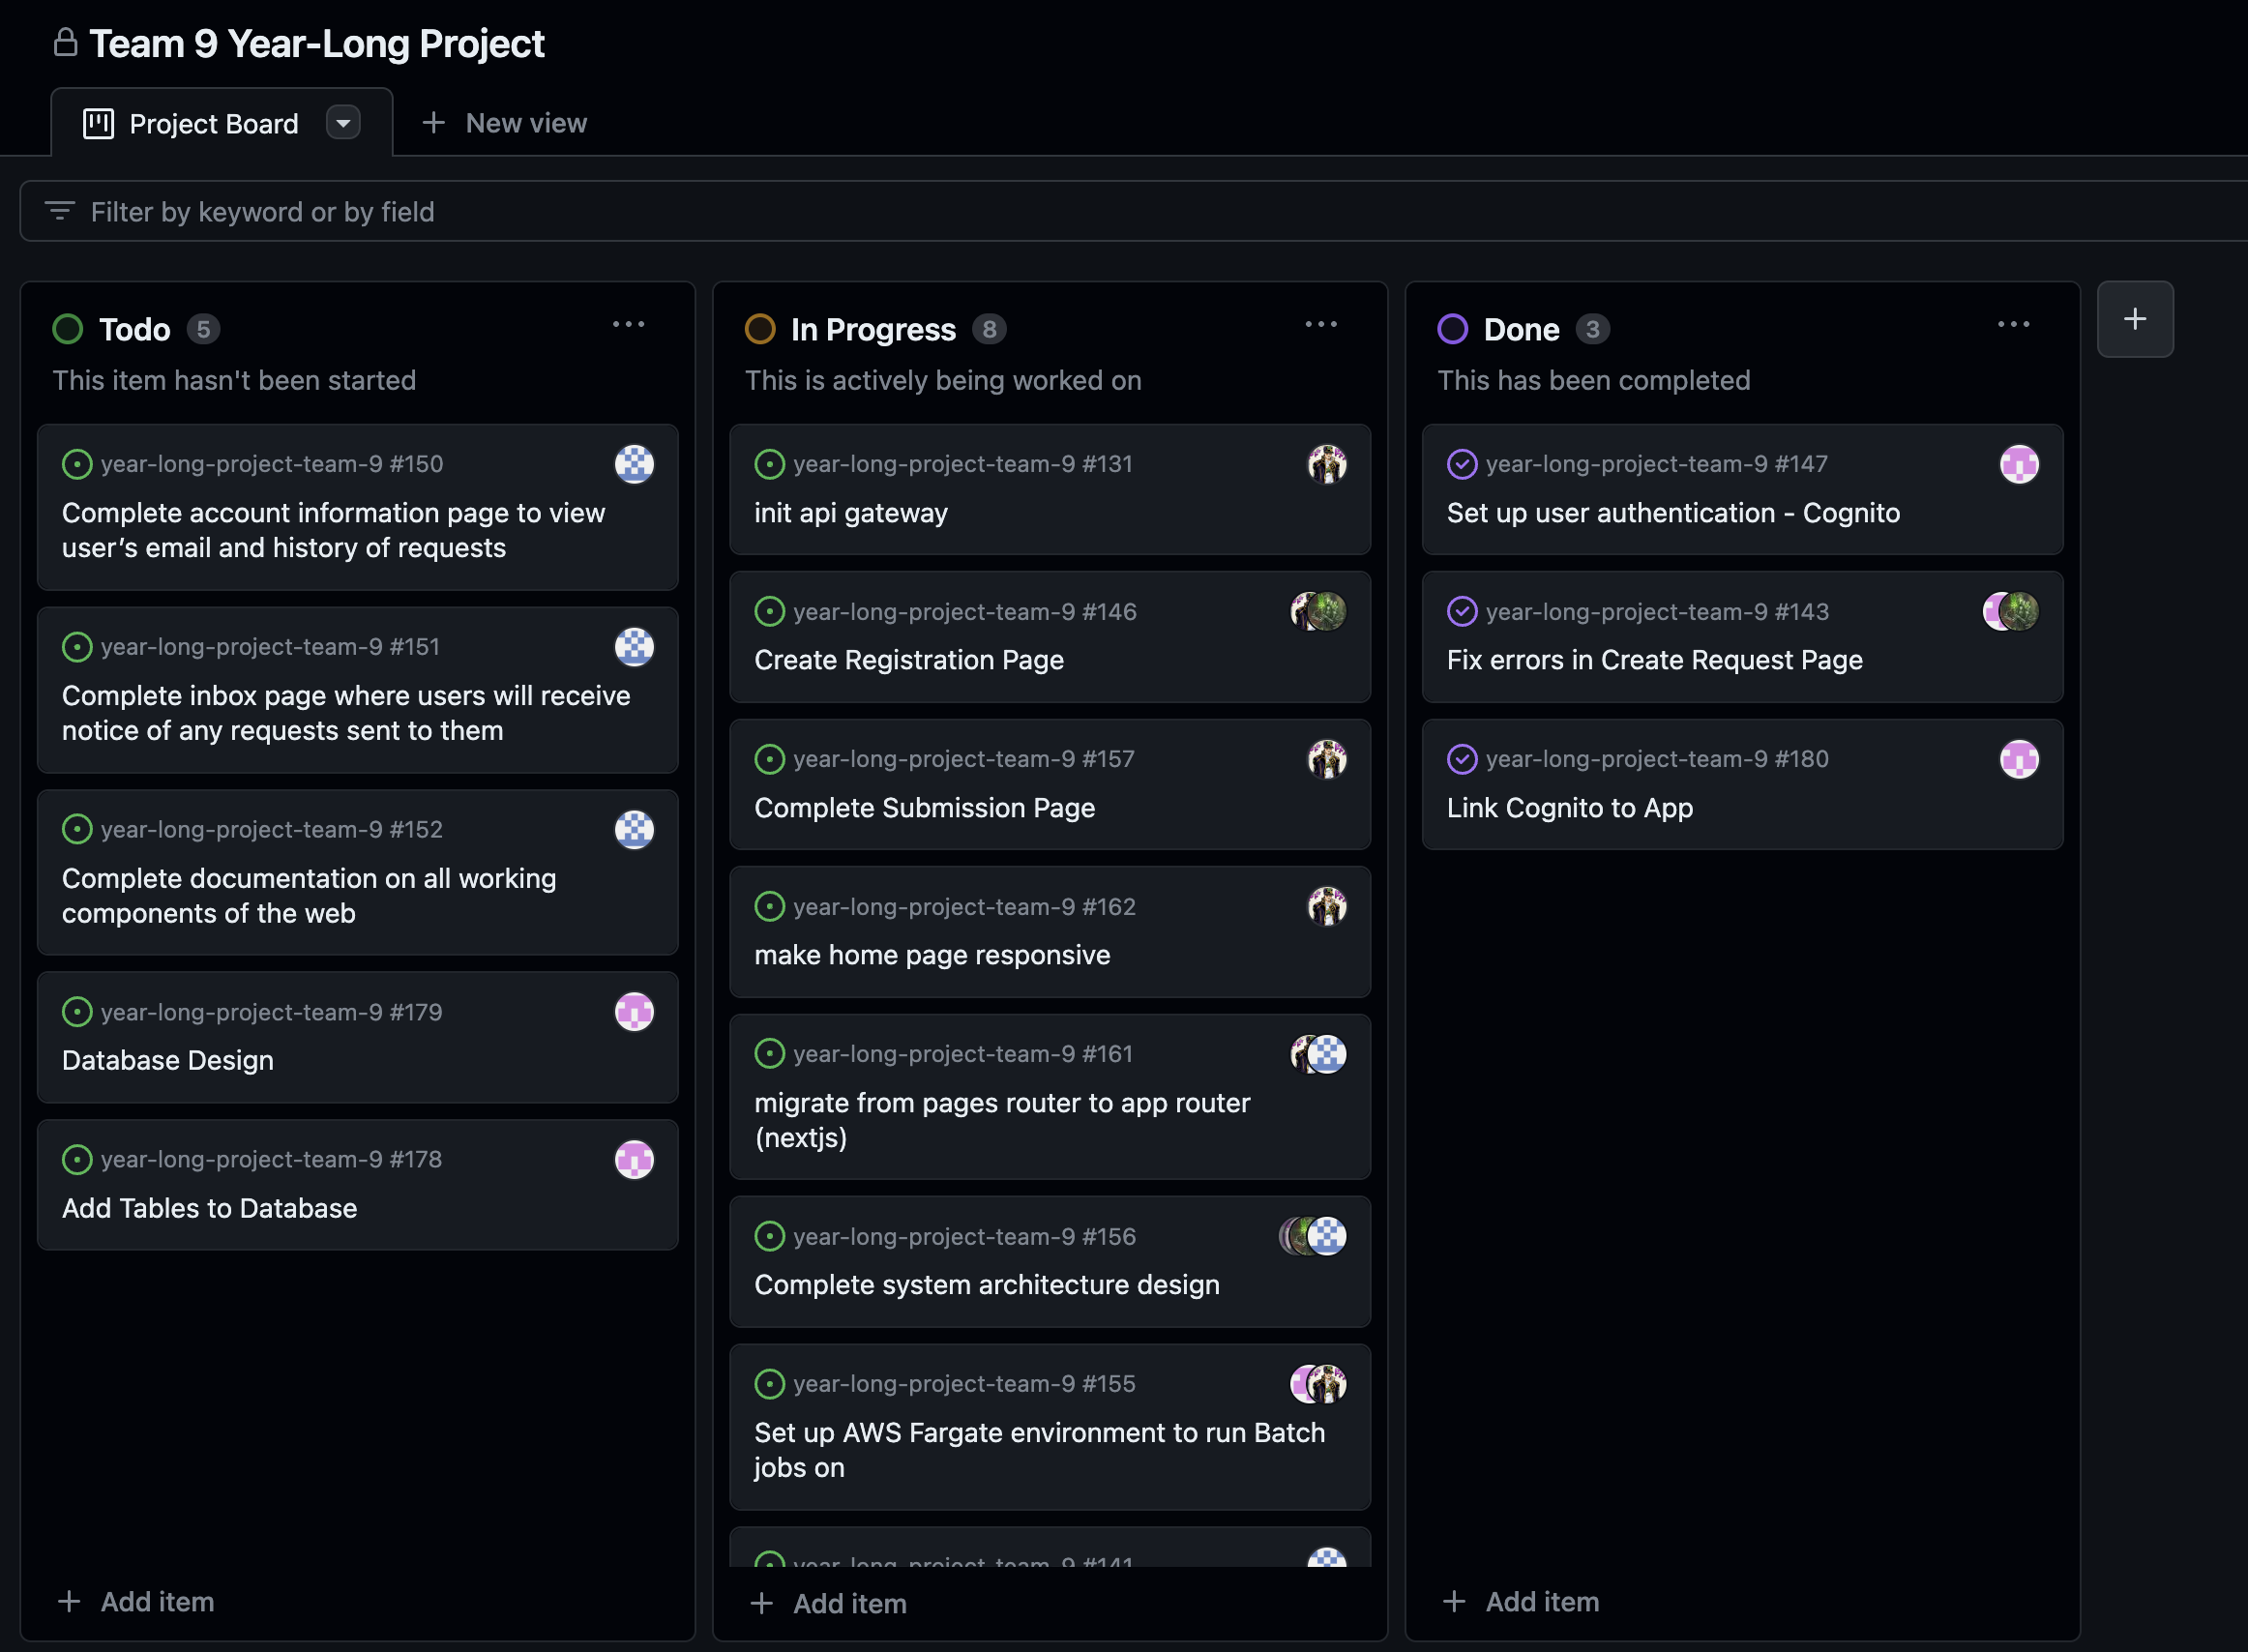 Team 9 Year-Long Project
Project Board
New view
Filter by keyword or by field
Todo 5
This item hasn't been started
year-long-project-team-9 #150
Complete account information page to view
user’s email and history of requests
year-long-project-team-9 #151
Complete inbox page where users will receive
notice of any requests sent to them
year-long-project-team-9 #152
Complete documentation on all working
components of the web
year-long-project-team-9 #179
Database Design
year-long-project-team-9 #178
Add Tables to Database
Add item
In Progress 8
This is actively being worked on
year-long-project-team-9 #131
init api gateway
year-long-project-team-9 #146
Create Registration Page
year-long-project-team-9 #157
Complete Submission Page
year-long-project-team-9 #162
make home page responsive
year-long-project-team-9 #161
migrate from pages router to app router
(nextjs)
year-long-project-team-9 #156
Complete system architecture design
year-long-project-team-9 #155
Set up AWS Fargate environment to run Batch
jobs on
year-long-project-team-9 #141
Add item
Done 3
This has been completed
year-long-project-team-9 #147
Set up user authentication - Cognito
year-long-project-team-9 #143
Fix errors in Create Request Page
year-long-project-team-9 #180
Link Cognito to App
Add item